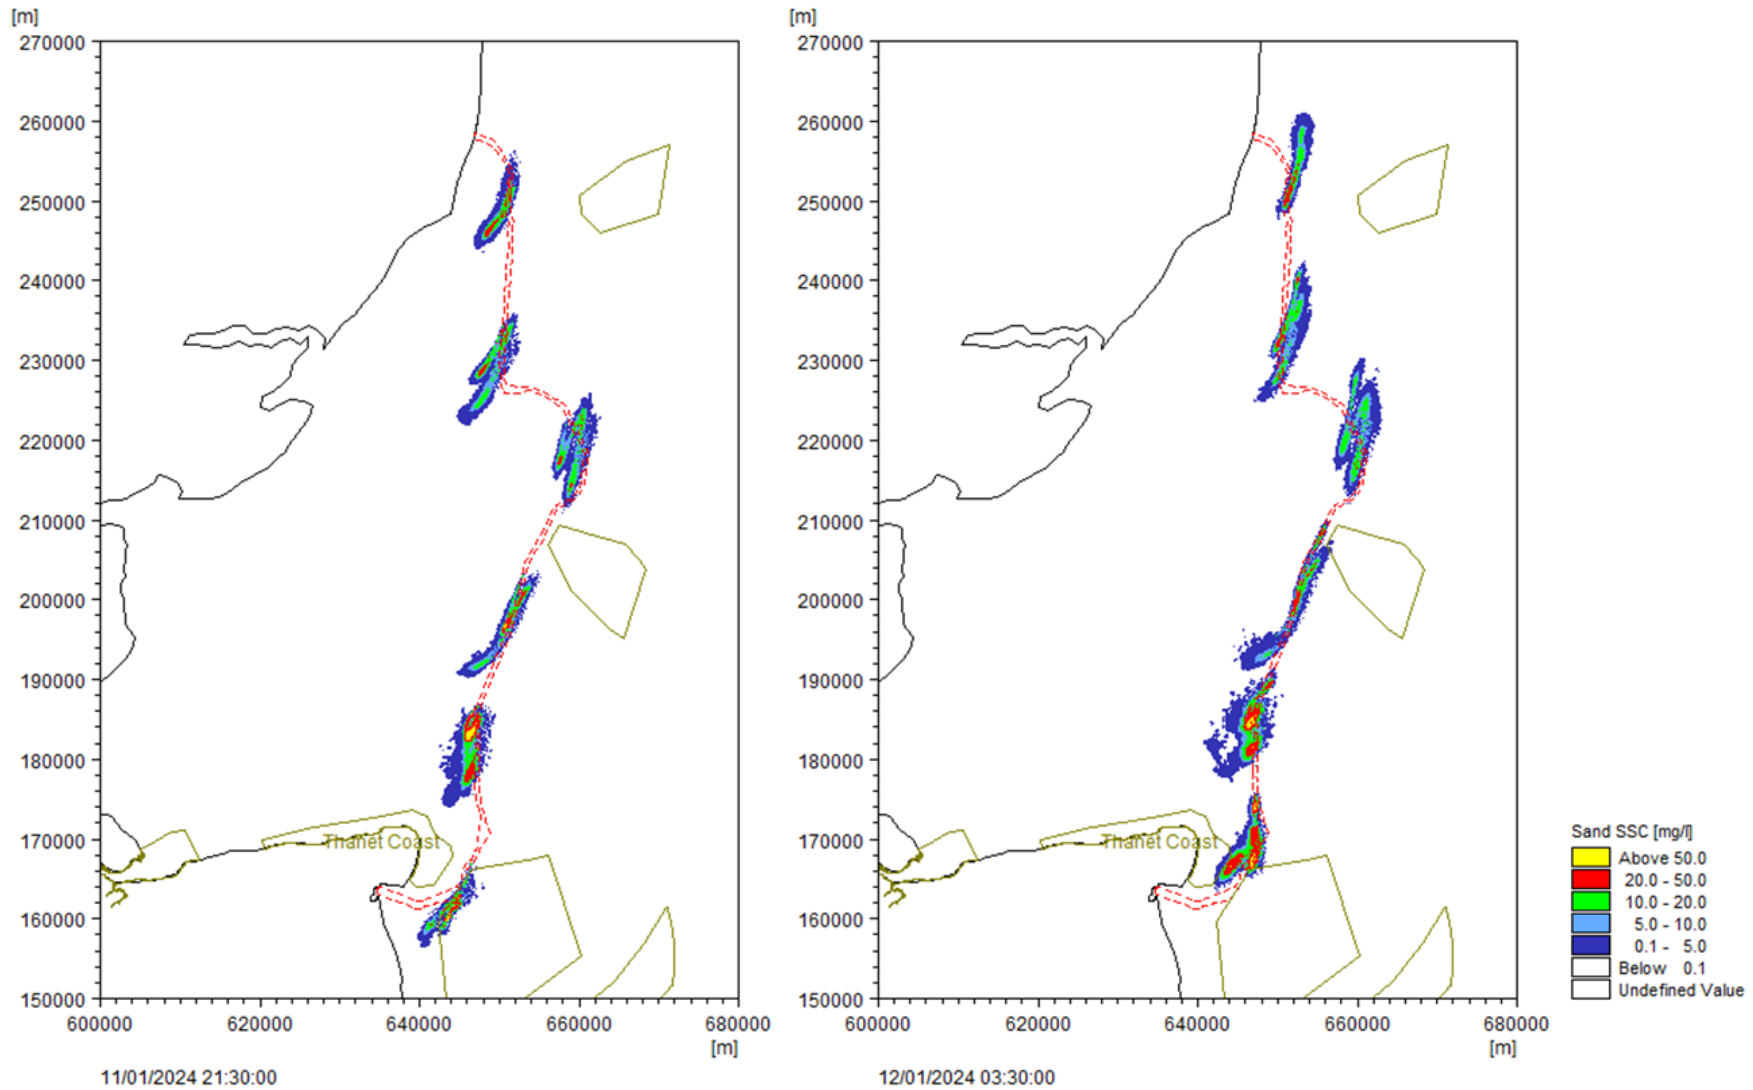 [m]
270000
260000
250000
240000
230000
220000
210000
200000
190000
180000
170000
160000
150000
Thanet Coast
600000 620000 640000 660000 680000
[m]
11/01/2024 21:30:00
[m]
270000
260000
250000
240000
230000
220000
210000
200000
190000
180000
170000
160000
150000
Thanet Coast
600000 620000 640000 660000 680000
[m]
12/01/2024 03:30:00
Sand SSC [mg/l]
Above 50.0
20.0 - 50.0
10.0 - 20.0
5.0 - 10.0
0.1 - 5.0
Below 0.1
Undefined Value